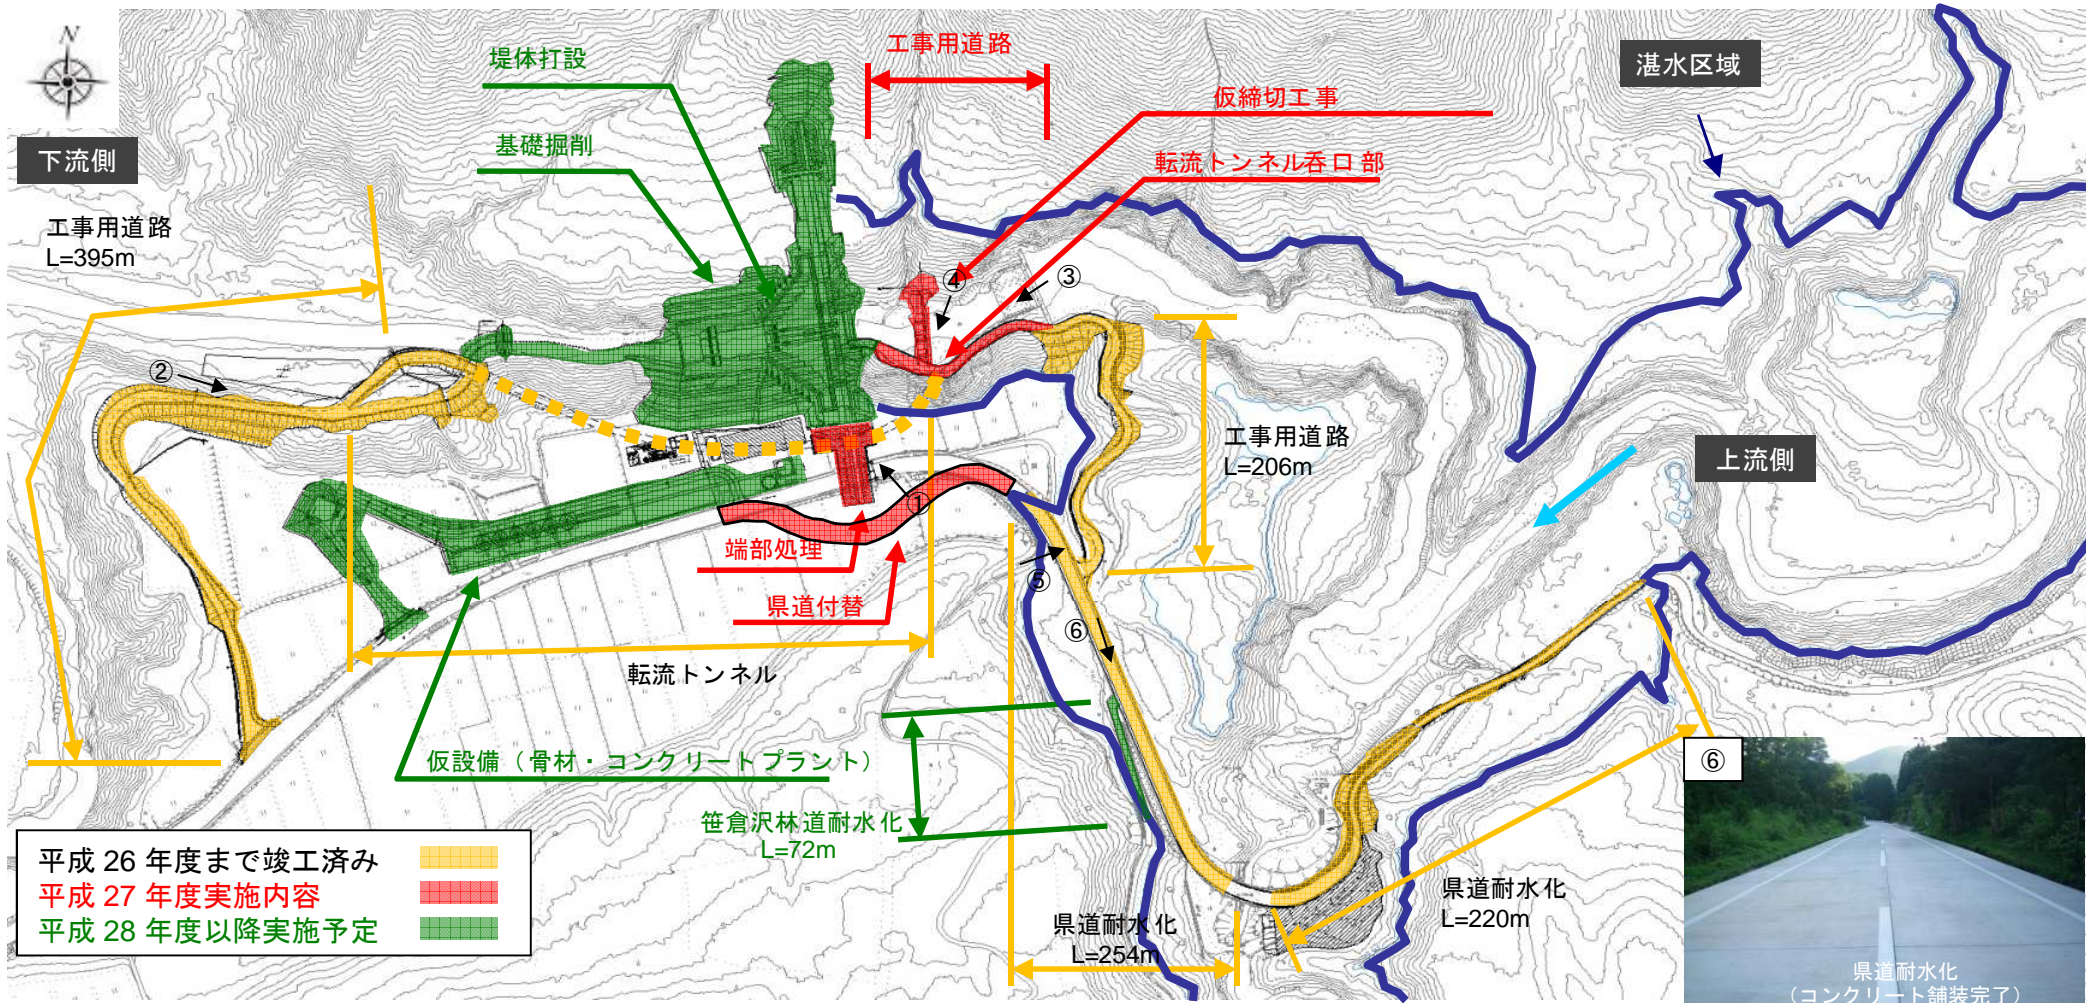 N
堤体打設
工事用道路
湛水区域
仮締切工事
基礎掘削
転流トンネル呑口部
下流側
工事用道路
L=395m
④
③
②
工事用道路
L=206m
上流側
①
端部処理
⑤
県道付替
⑥
転流トンネル
仮設備（骨材・コンクリートプラント）
⑥
笹倉沢林道耐水化
L=72m
平成 26 年度まで竣工済み
平成 27 年度実施内容
平成 28 年度以降実施予定
県道耐水化
L=220m
県道耐水化
L=254m
県道耐水化
（コンクリート舗装完了）